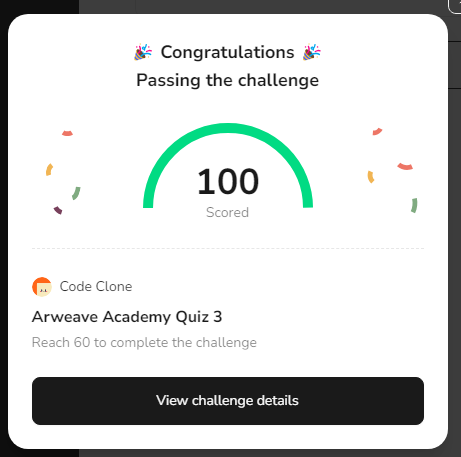 🎉 Congratulations 🎉
Passing the challenge
100
Scored
Code Clone
Arweave Academy Quiz 3
Reach 60 to complete the challenge
View challenge details